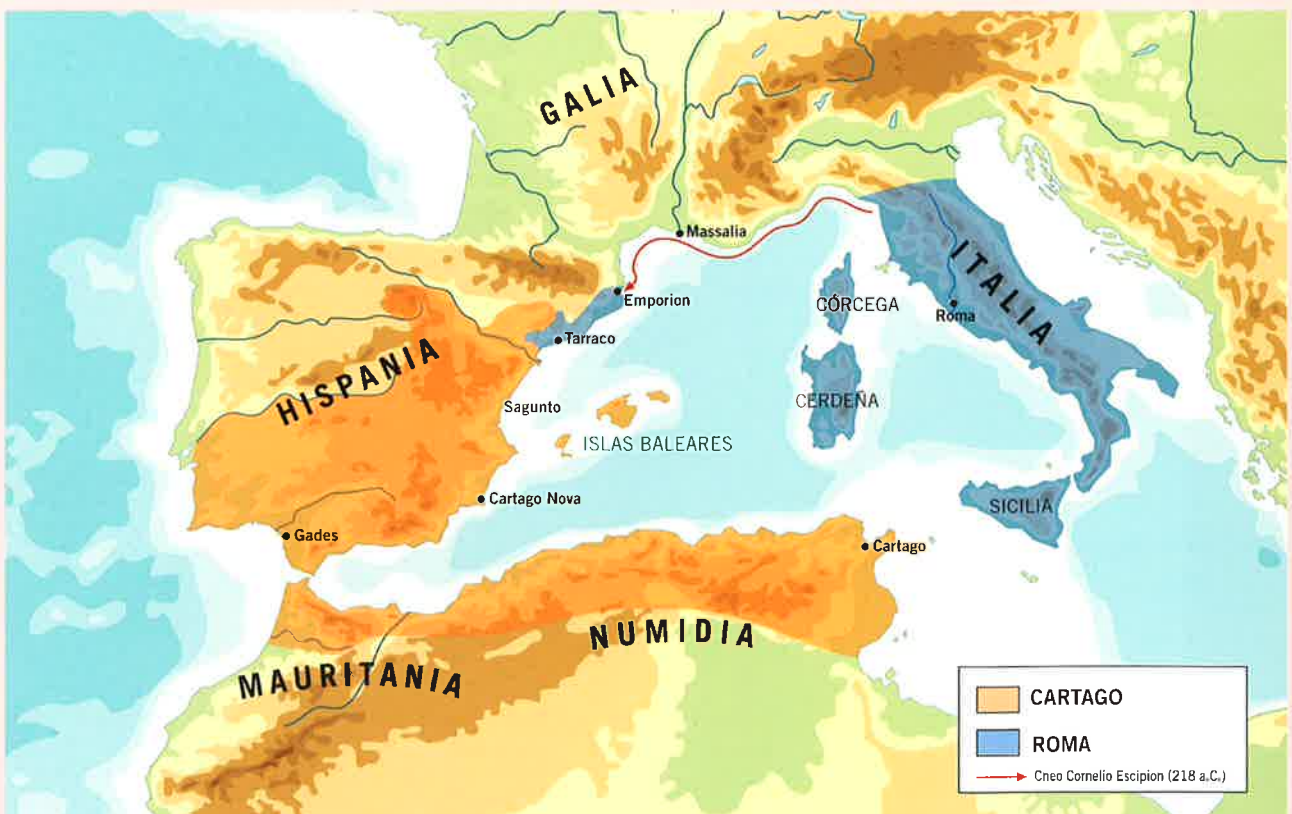 GALIA
Massalia
Emporion
Tarraco
HISPANIA
Sagunto
ISLAS BALEARES
Cartago Nova
Gades
CÓRCEGA
ITALIA
Roma
CERDEÑA
SICILIA
Cartago
NUMIDIA
MAURITANIA
CARTAGO
ROMA
Cneo Cornelio Escipion (218 a.C.)